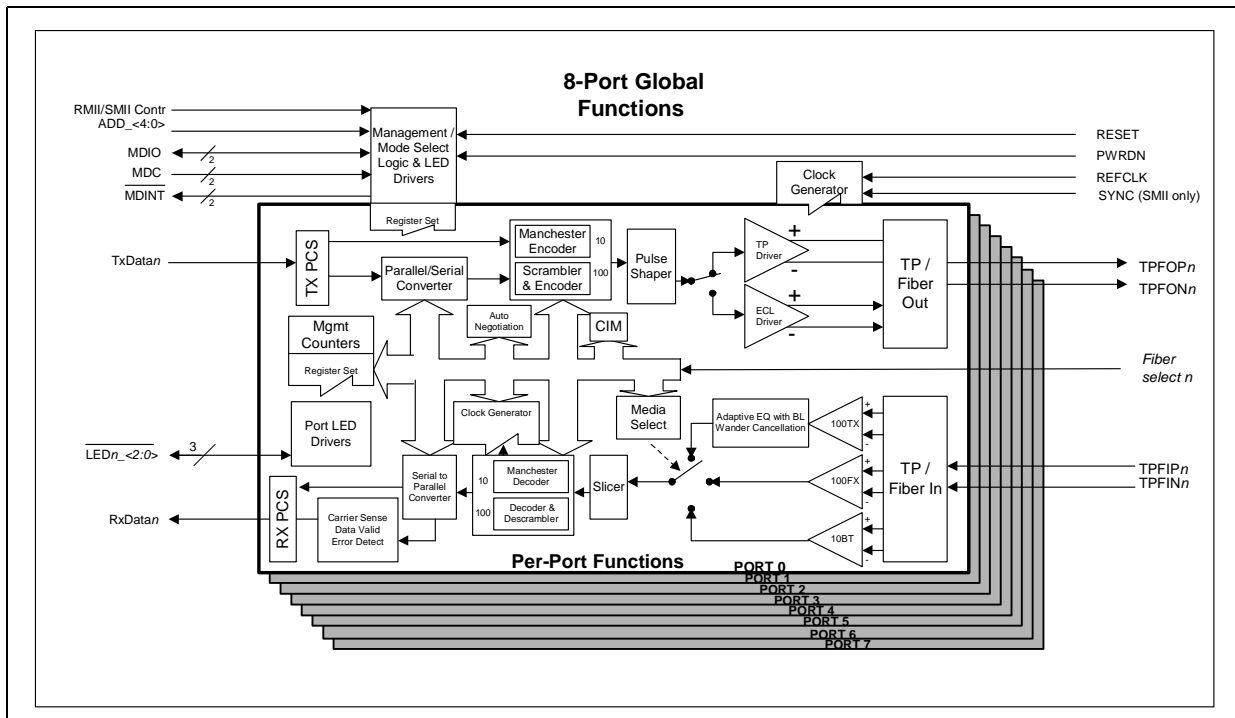 8-Port Global
Functions
RMII/SMII Contr
ADD_<4:0>
MDIO
2
MDC
2
MDINT
2
Management /
Mode Select
Logic & LED
Drivers
Register Set
RESET
PWRDN
REFCLK
SYNC (SMII only)
Clock
Generator
TxDatan
TX PCS
Parallel/Serial
Converter
Manchester
Encoder
10
Scrambler
& Encoder
100
Pulse
Shaper
TP
Driver
+
-
ECL
Driver
+
-
TP /
Fiber
Out
TPFOPn
TPFONn
Mgmt
Counters
Register Set
Auto
Negotiation
CIM
Fiber
select n
Port LED
Drivers
LEDn_<2:0>
3
Clock Generator
Media
Select
Adaptive EQ with BL
Wander Cancellation
100TX
+
-
100FX
+
-
10BT
+
-
TP /
Fiber In
TPFIPn
TPFINn
RxDatan
RX PCS
Carrier Sense
Data Valid
Error Detect
Serial to
Parallel
Converter
10
Manchester
Decoder
100
Decoder &
Descrambler
Slicer
Per-Port Functions
PORT 0
PORT 1
PORT 2
PORT 3
PORT 4
PORT 5
PORT 6
PORT 7